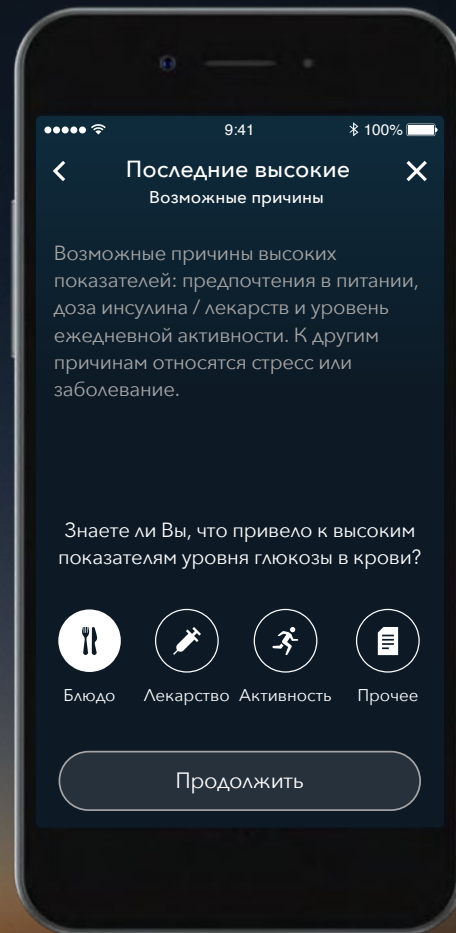 9:41
100%
Последние высокие
Возможные причины
Возможные причины высоких
показателей: предпочтения в питании,
доза инсулина / лекарств и уровень
ежедневной активности. К другим
причинам относятся стресс или
заболевание.
Знаете ли Вы, что привело к высоким
показателям уровня глюкозы в крови?
Блюдо
Лекарство
Активность
Прочее
Продолжить